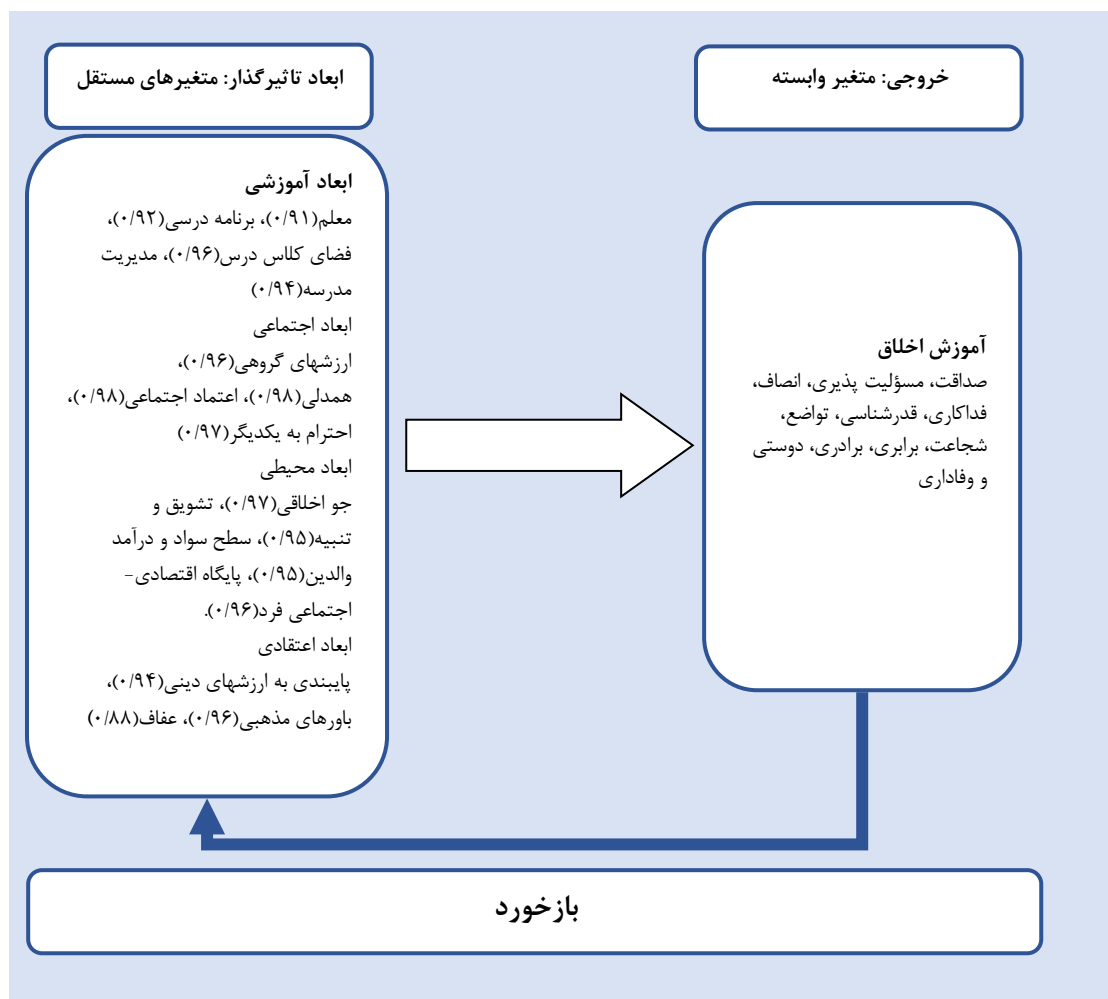 خروجی: متغیر وابسته
ابعاد تاثیرگذار: متغیرهای مستقل
ابعاد آموزشی
معلم(۰/۹۱)، برنامه درسی(۰/۹۲)،
فضای کلاس درس(۰/۹۶)، مدیریت
مدرسه(۰/۹۴)
ابعاد اجتماعی
ارزشهای گروهی(۰/۹۶)،
همدلی(۰/۹۸)، اعتماد اجتماعی(۰/۹۸)،
احترام به یکدیگر(۰/۹۷)
ابعاد محیطی
جو اخلاقی(۰/۹۷)، تشویق و
تنبیه(۰/۹۵)، سطح سواد و درآمد
والدین(۰/۹۵)، پایگاه اقتصادی-
اجتماعی فرد(۰/۹۶).
ابعاد اعتقادی
پایبندی به ارزشهای دینی(۰/۹۴)،
باورهای مذهبی(۰/۹۶)، عفاف(۰/۸۸)
آموزش اخلاق
صداقت، مسؤلیت پذیری، انصاف،
فداکاری، قدرشناسی، تواضع،
شجاعت، برابری، برادری، دوستی
و وفاداری
بازخورد